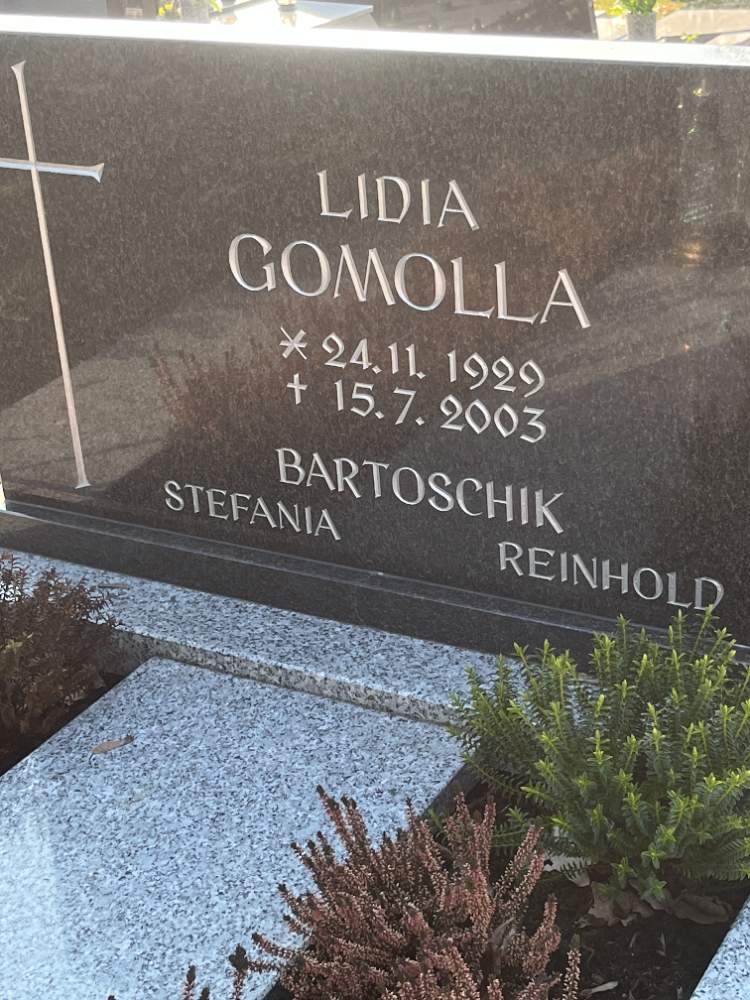 LIDIA
GOMOLLA
* 24.11. 1929
† 15.7. 2003
BARTOSCHIK
STEFANIA
REINHOLD